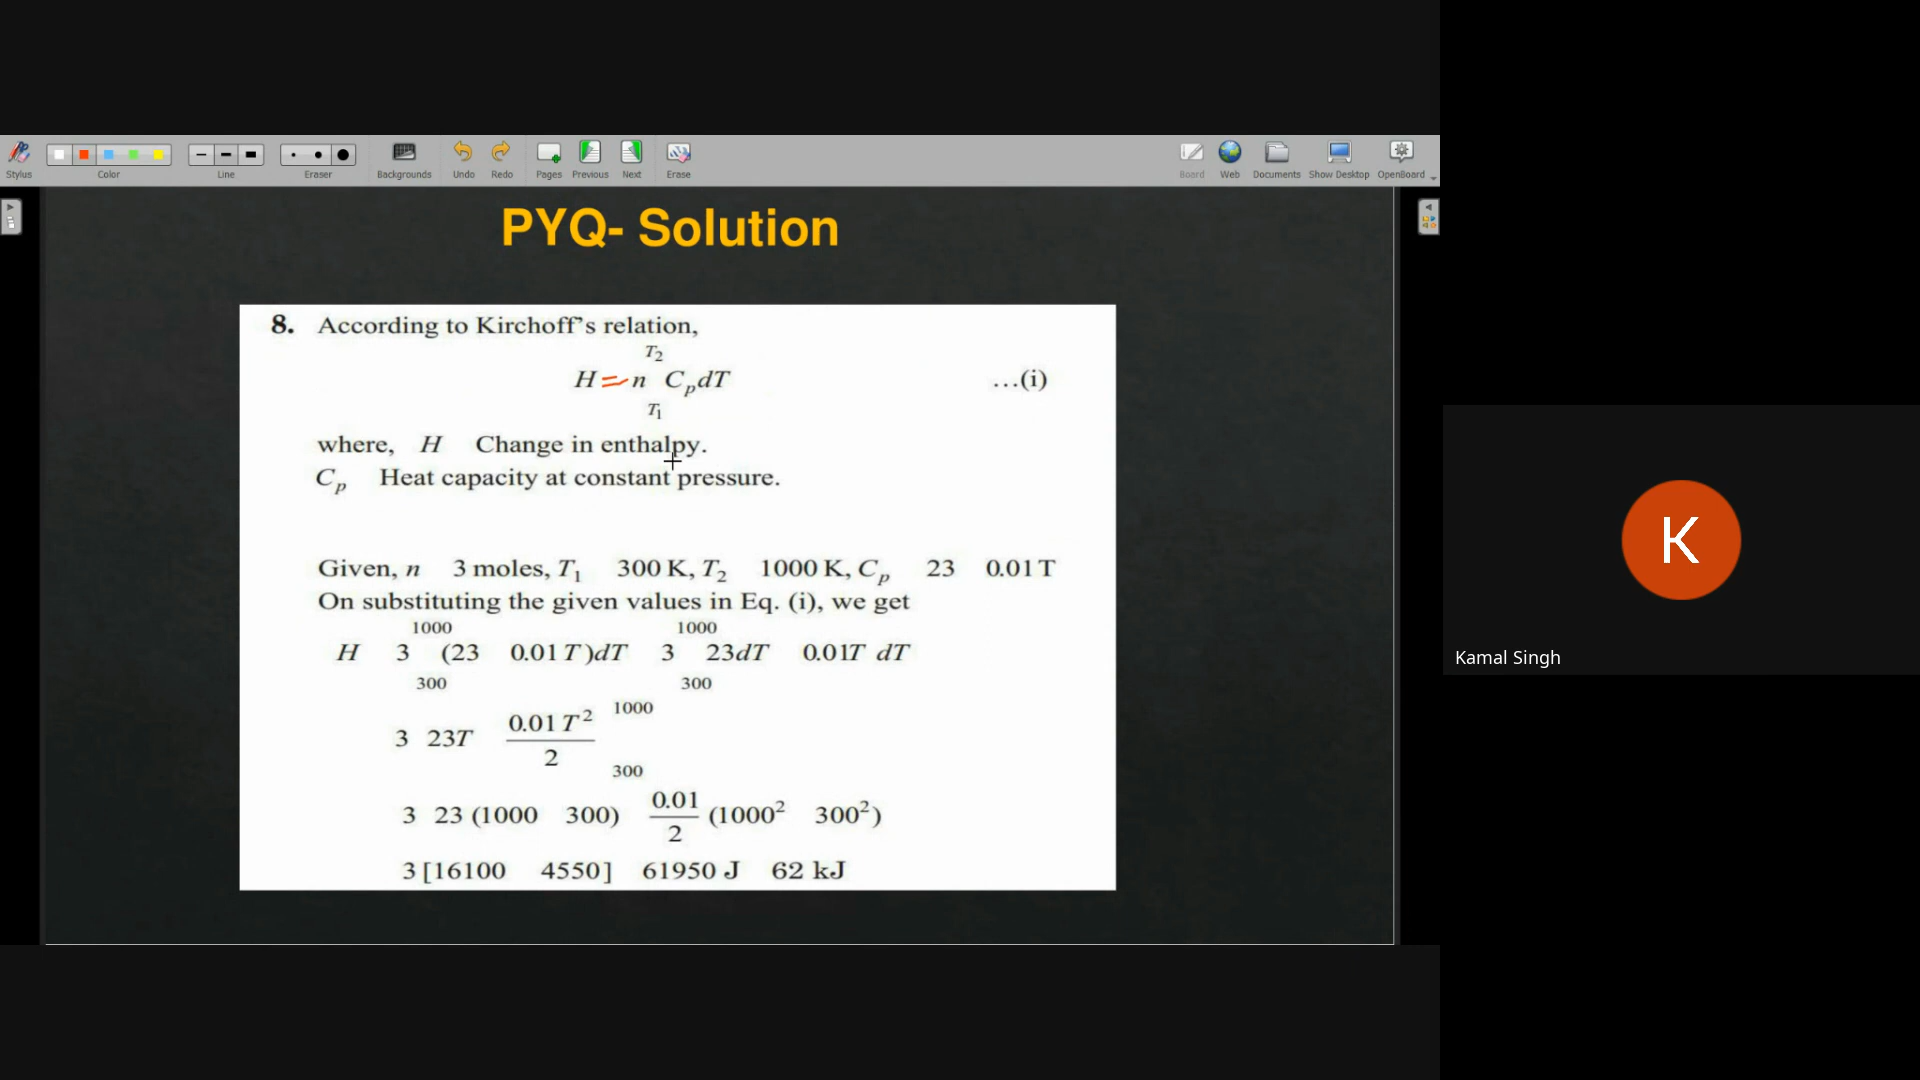 Stylus Color Line Eraser Backgrounds Undo Redo Pages Previous Next Erase Board Web Documents Show Desktop OpenBoard
PYQ- Solution
8. According to Kirchoff's relation,
T₂
H = n CₚdT ...(i)
T₁
where, H Change in enthalpy.
Cₚ Heat capacity at constant pressure.
Given, n 3 moles, T₁ 300 K, T₂ 1000 K, Cₚ 23 0.01 T
On substituting the given values in Eq. (i), we get
1000 1000
H 3 (23 0.01 T)dT 3 23dT 0.01T dT
300 300
1000
3 23T 0.01 T² / 2
300
3 23 (1000 300) 0.01 / 2 (1000² 300²)
3 [16100 4550] 61950 J 62 kJ
K
Kamal Singh